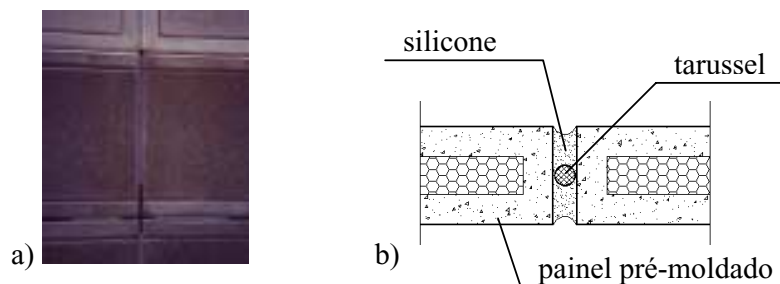 silicone
tarussel
a)
b)
painel pré-moldado